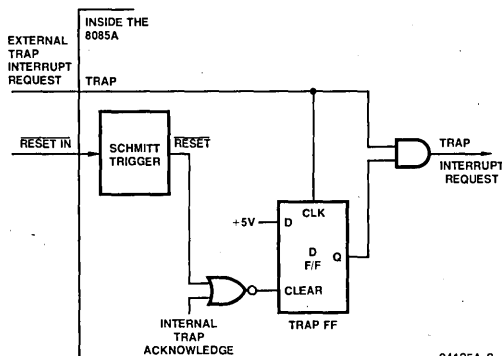 INSIDE THE
8085A
EXTERNAL
TRAP
INTERRUPT
REQUEST
TRAP
RESET IN
SCHMITT
TRIGGER
RESET
TRAP
INTERRUPT
REQUEST
CLK
+5V
D
D
F/F
Q
CLEAR
TRAP FF
INTERNAL
TRAP
ACKNOWLEDGE